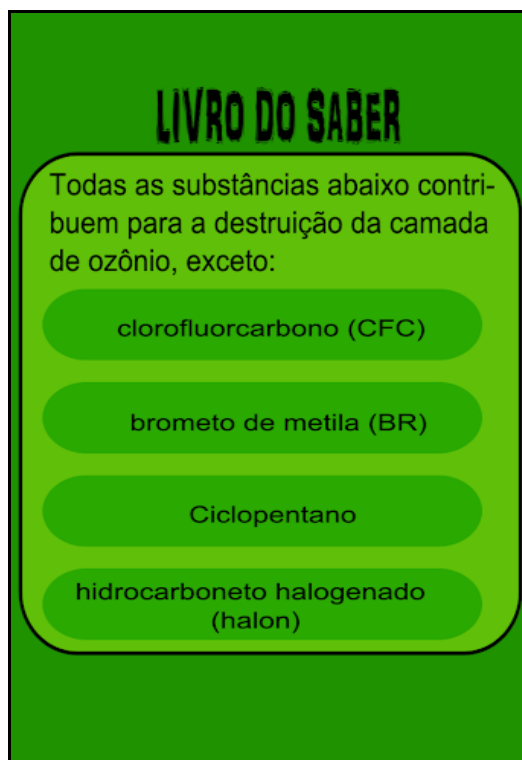 LIVRO DO SABER
Todas as substâncias abaixo contri-
buem para a destruição da camada
de ozônio, exceto:
clorofluorcarbono (CFC)
brometo de metila (BR)
Ciclopentano
hidrocarboneto halogenado
(halon)